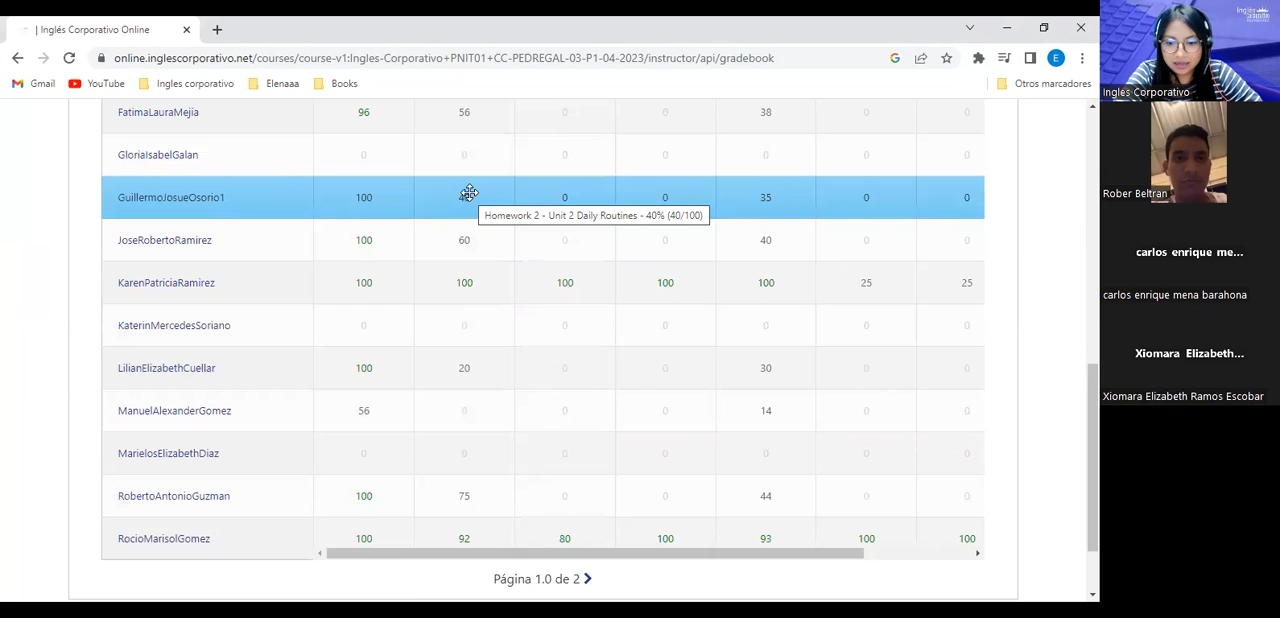 | Inglés Corporativo Online
online.inglescorporativo.net/courses/course-v1:Ingles-Corporativo+PNIT01+CC-PEDREGAL-03-P1-04-2023/instructor/api/gradebook
E
Gmail YouTube Ingles corporativo Elenaaa Books Otros marcadores
FatimaLauraMejia 96 56 0 0 38 0 0
GloriaIsabelGalan 0 0 0 0 0 0 0
GuillermoJosueOsorio1 100 0 0 35 0 0
Homework 2 - Unit 2 Daily Routines - 40% (40/100)
JoseRobertoRamirez 100 60 0 0 40 0 0
KarenPatriciaRamirez 100 100 100 100 100 25 25
KaterinMercedesSoriano 0 0 0 0 0 0 0
LilianElizabethCuellar 100 20 0 0 30 0 0
ManuelAlexanderGomez 56 0 0 0 14 0 0
MarielosElizabethDiaz 0 0 0 0 0 0 0
RobertoAntonioGuzman 100 75 0 0 44 0 0
RocioMarisolGomez 100 92 80 100 93 100 100
Página 1.0 de 2
Inglés
Ingles Corporativo
Rober Beltran
carlos enrique me...
carlos enrique mena barahona
Xiomara Elizabeth...
Xiomara Elizabeth Ramos Escobar